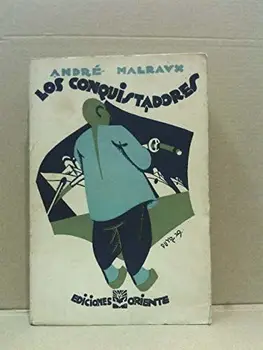 ANDRÉ MALRAUX
LOS CONQUISTADORES
EDICIONES ORIENTE